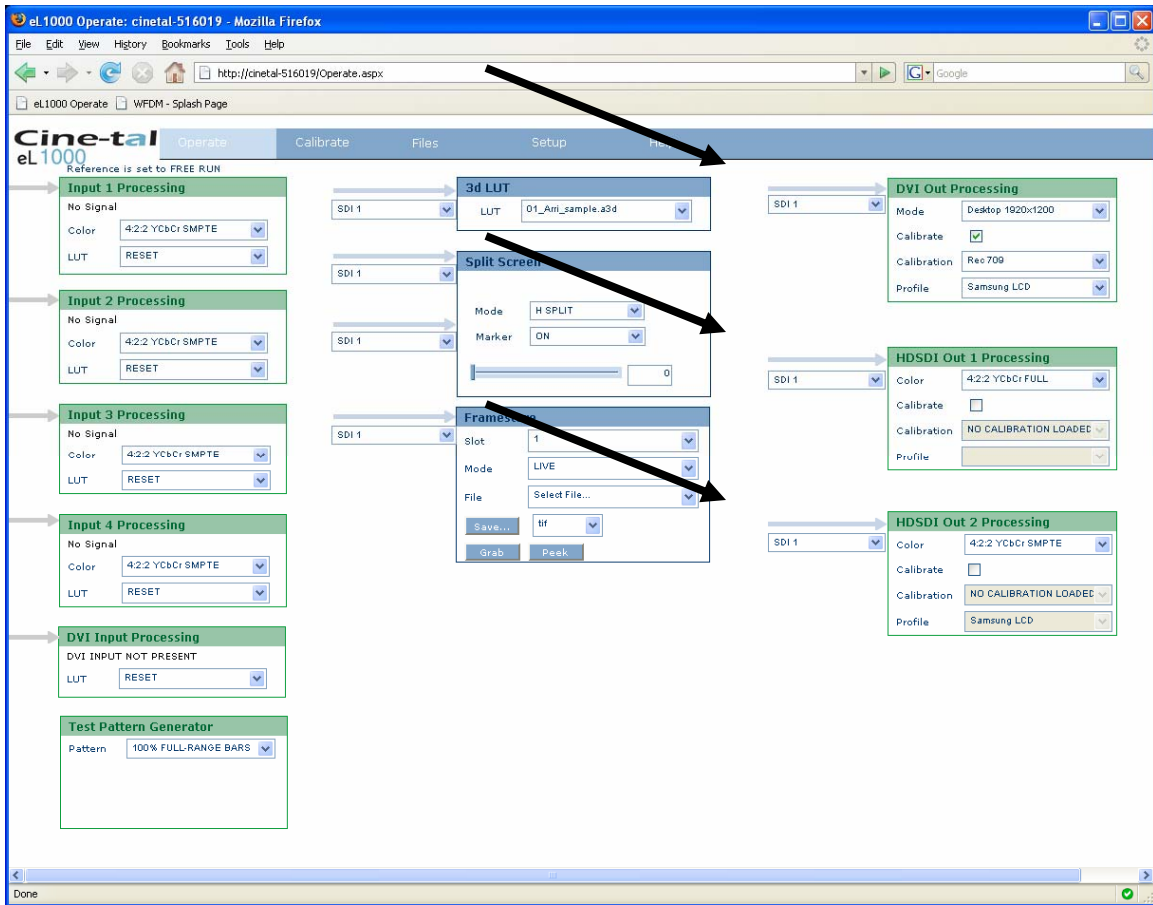 eL1000 Operate: cinetal-516019 - Mozilla Firefox
File Edit View History Bookmarks Tools Help
http://cinetal-516019/Operate.aspx
G Google
eL1000 Operate WFDM - Splash Page
Cine-tal
eL1000
Operate Calibrate Files Setup
Reference is set to FREE RUN
Input 1 Processing
No Signal
Color 4:2:2 YCbCr SMPTE
LUT RESET
Input 2 Processing
No Signal
Color 4:2:2 YCbCr SMPTE
LUT RESET
Input 3 Processing
No Signal
Color 4:2:2 YCbCr SMPTE
LUT RESET
Input 4 Processing
No Signal
Color 4:2:2 YCbCr SMPTE
LUT RESET
DVI Input Processing
DVI INPUT NOT PRESENT
LUT RESET
Test Pattern Generator
Pattern 100% FULL-RANGE BARS
SDI 1
3d LUT
LUT 01_Arri_sample.a3d
SDI 1
SDI 1
Split Screen
Mode H SPLIT
Marker ON
0
SDI 1
Slot 1
Mode LIVE
File Select File...
Save... tif
Grab Peek
SDI 1
DVI Out Processing
Mode Desktop 1920x1200
Calibrate
Calibration Rec 709
Profile Samsung LCD
SDI 1
HDSDI Out 1 Processing
Color 4:2:2 YCbCr FULL
Calibrate
Calibration NO CALIBRATION LOADED
Profile
SDI 1
HDSDI Out 2 Processing
Color 4:2:2 YCbCr SMPTE
Calibrate
Calibration NO CALIBRATION LOADED
Profile Samsung LCD
Done